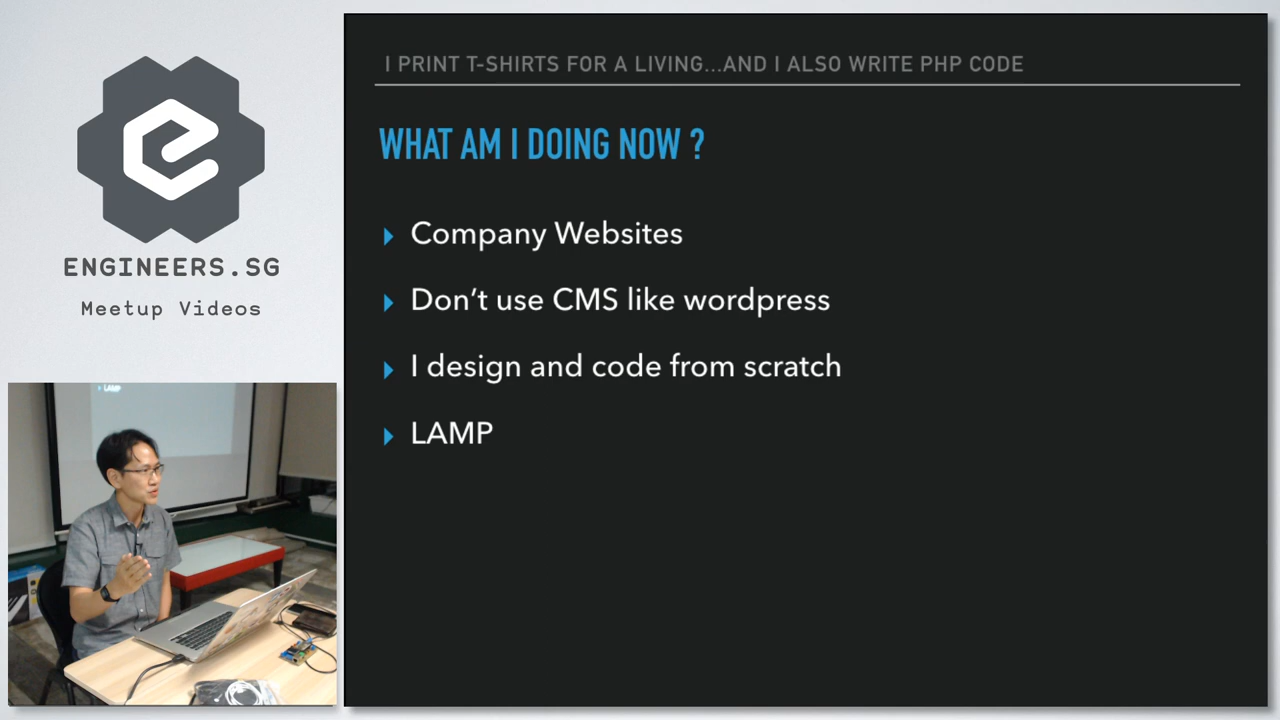 ENGINEERS.SG
Meetup Videos
I PRINT T-SHIRTS FOR A LIVING...AND I ALSO WRITE PHP CODE
WHAT AM I DOING NOW ?
Company Websites
Don't use CMS like wordpress
I design and code from scratch
LAMP
LAMP